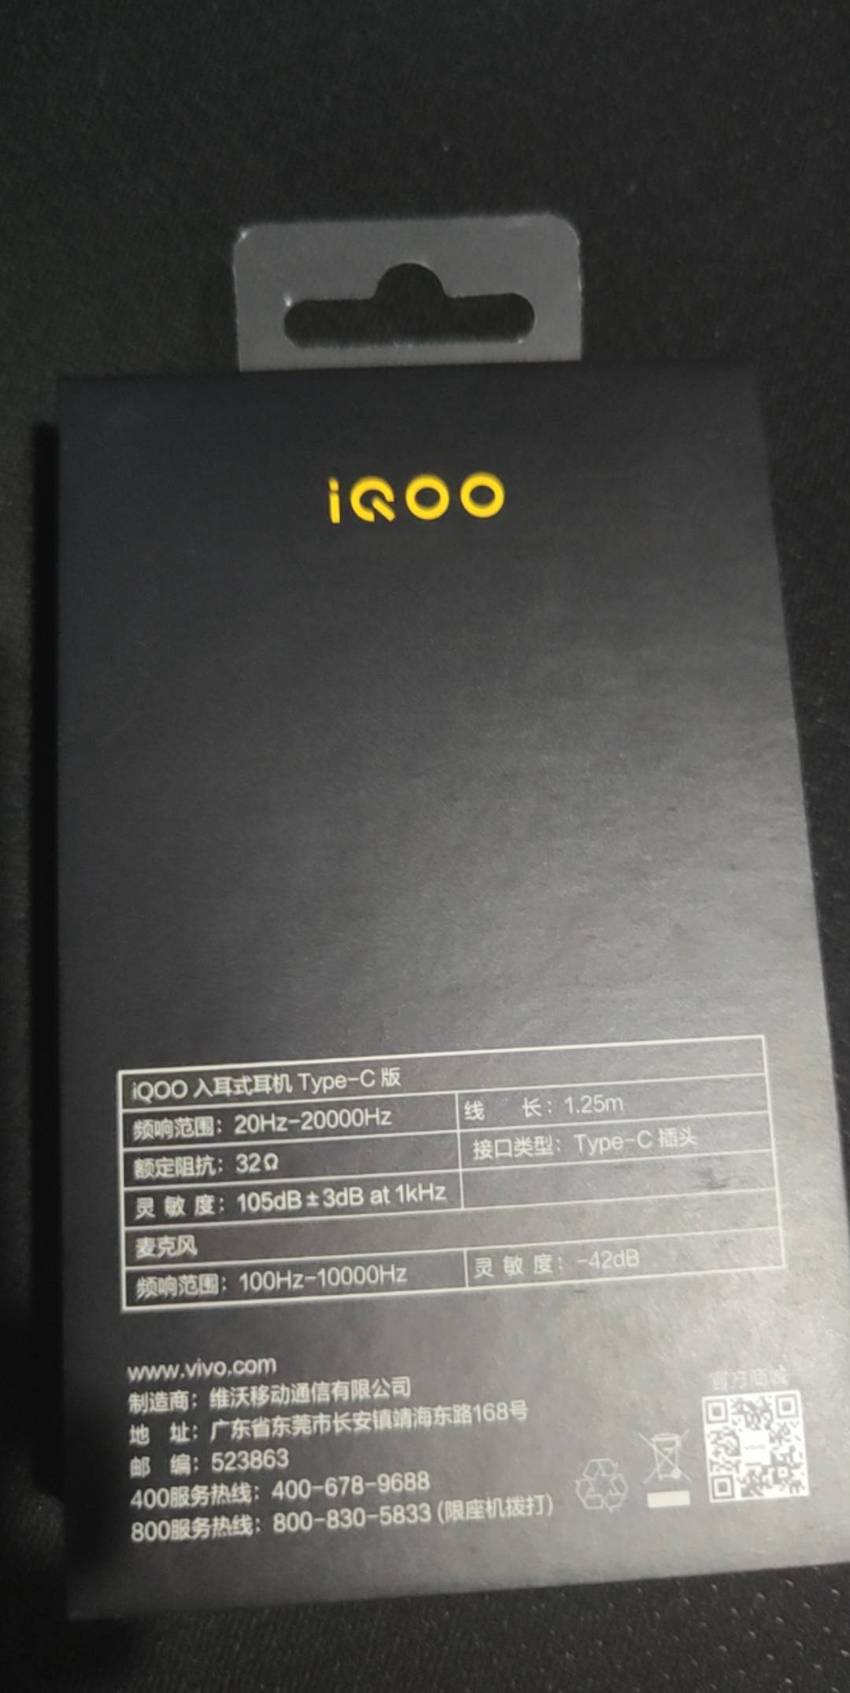 iQOO
iQOO 入耳式耳机 Type-C 版
频响范围：20Hz-20000Hz 线 长：1.25m
额定阻抗：32Ω 接口类型：Type-C 插头
灵 敏 度：105dB±3dB at 1kHz
麦克风
频响范围：100Hz-10000Hz 灵 敏 度：-42dB
www.vivo.com
制造商：维沃移动通信有限公司
地 址：广东省东莞市长安镇靖海东路168号
邮 编：523863
400服务热线：400-678-9688
800服务热线：800-830-5833 (限座机拨打)
官方商城